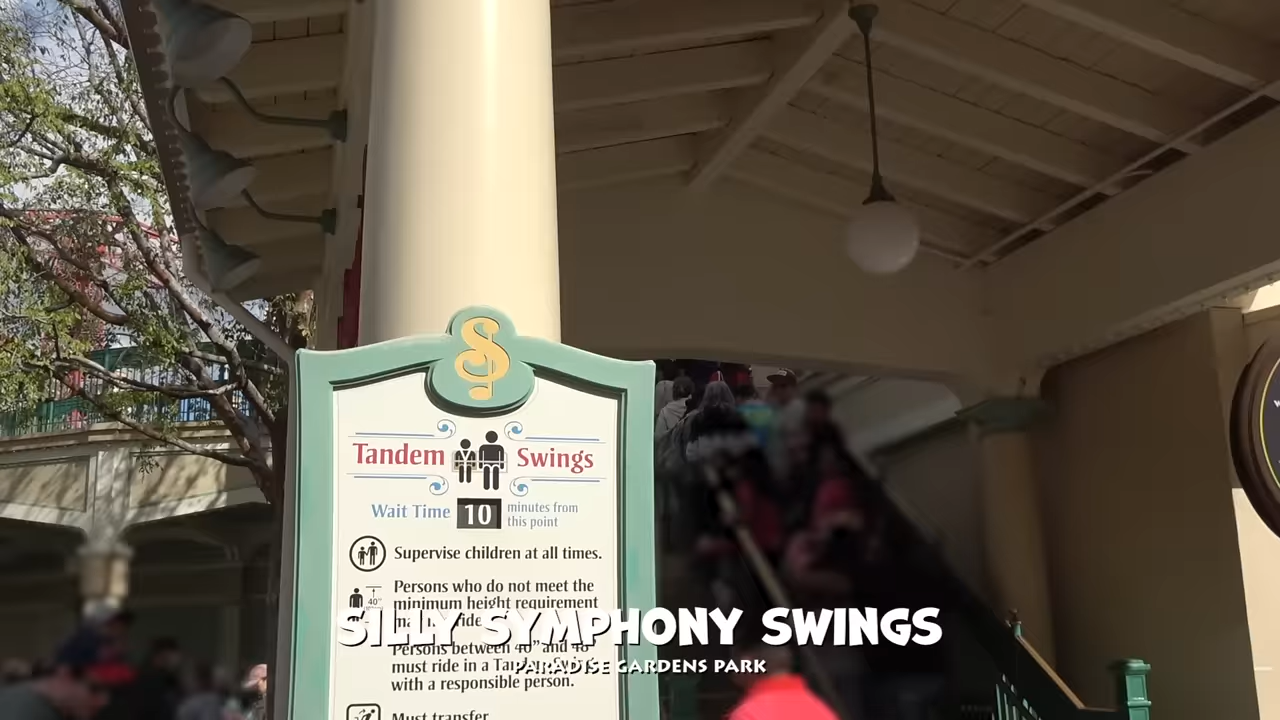 Tandem Swings
Wait Time 10 minutes from
this point
Supervise children at all times.
40"
Persons who do not meet the
minimum height requirement
SILLY SYMPHONY SWINGS
Persons between 40" and 48"
PARADISE GARDENS PARK
must ride in a
with a responsible person.
Must transfer